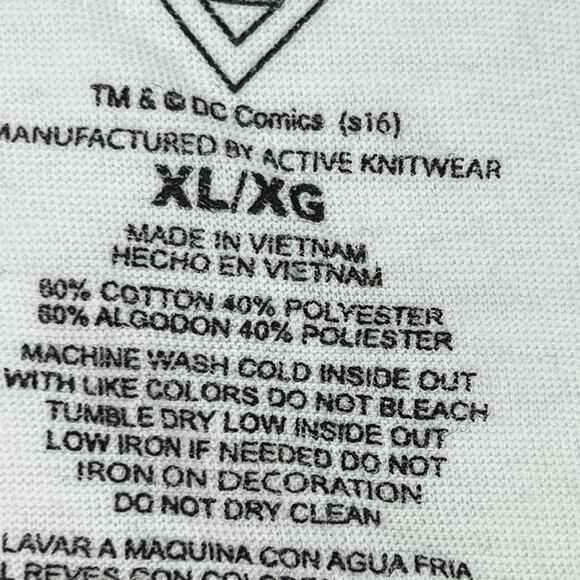 TM & © DC Comics (s16)
MANUFACTURED BY ACTIVE KNITWEAR
XL/XG
MADE IN VIETNAM
HECHO EN VIETNAM
60% COTTON 40% POLYESTER
60% ALGODON 40% POLIESTER
MACHINE WASH COLD INSIDE OUT
WITH LIKE COLORS DO NOT BLEACH
TUMBLE DRY LOW INSIDE OUT
LOW IRON IF NEEDED DO NOT
IRON ON DECORATION
DO NOT DRY CLEAN
LAVAR A MAQUINA CON AGUA FRIA
REVES CON